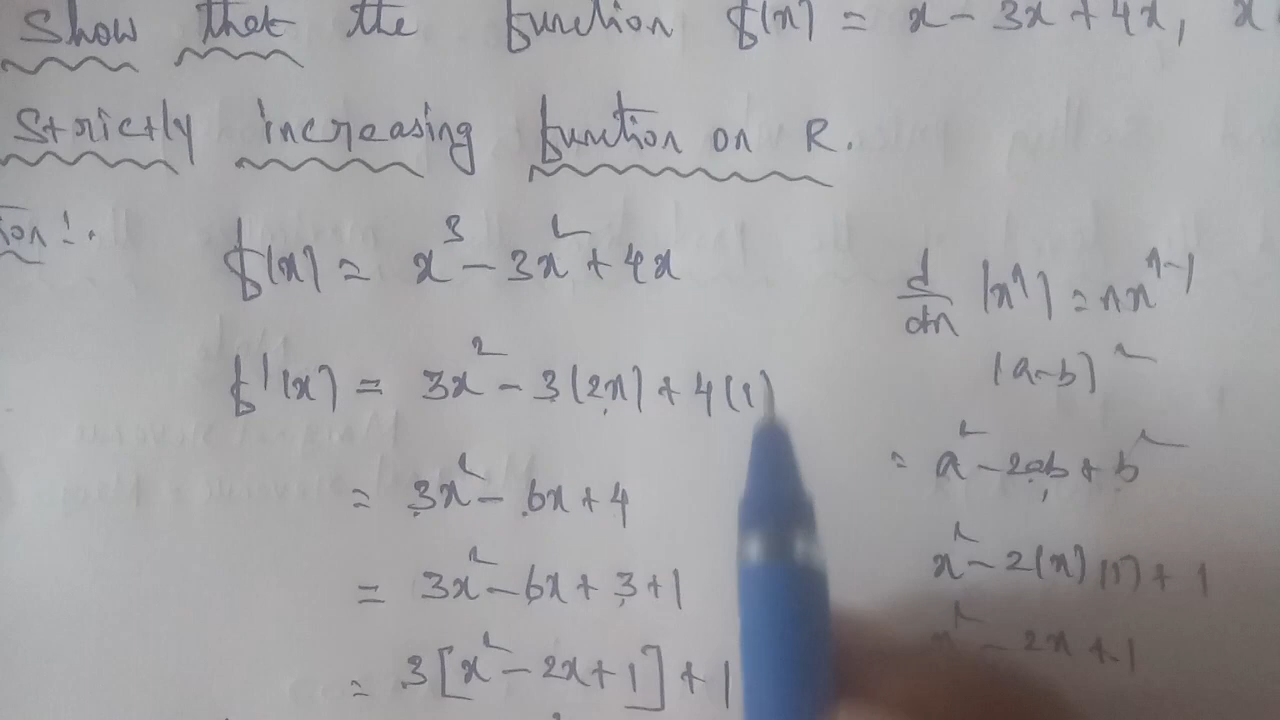 Show that the function f(x) = x - 3x + 4x, x
Strictly increasing function on R.
ion :.
f(x) = x³ - 3x² + 4x
f'(x) = 3x² - 3(2x) + 4(1)
= 3x² - 6x + 4
= 3x² - 6x + 3 + 1
= 3[x² - 2x + 1] + 1
d/dx (xⁿ) = nxⁿ⁻¹
(a-b)²
= a² - 2ab + b²
x² - 2(x)(1) + 1
x² - 2x + 1